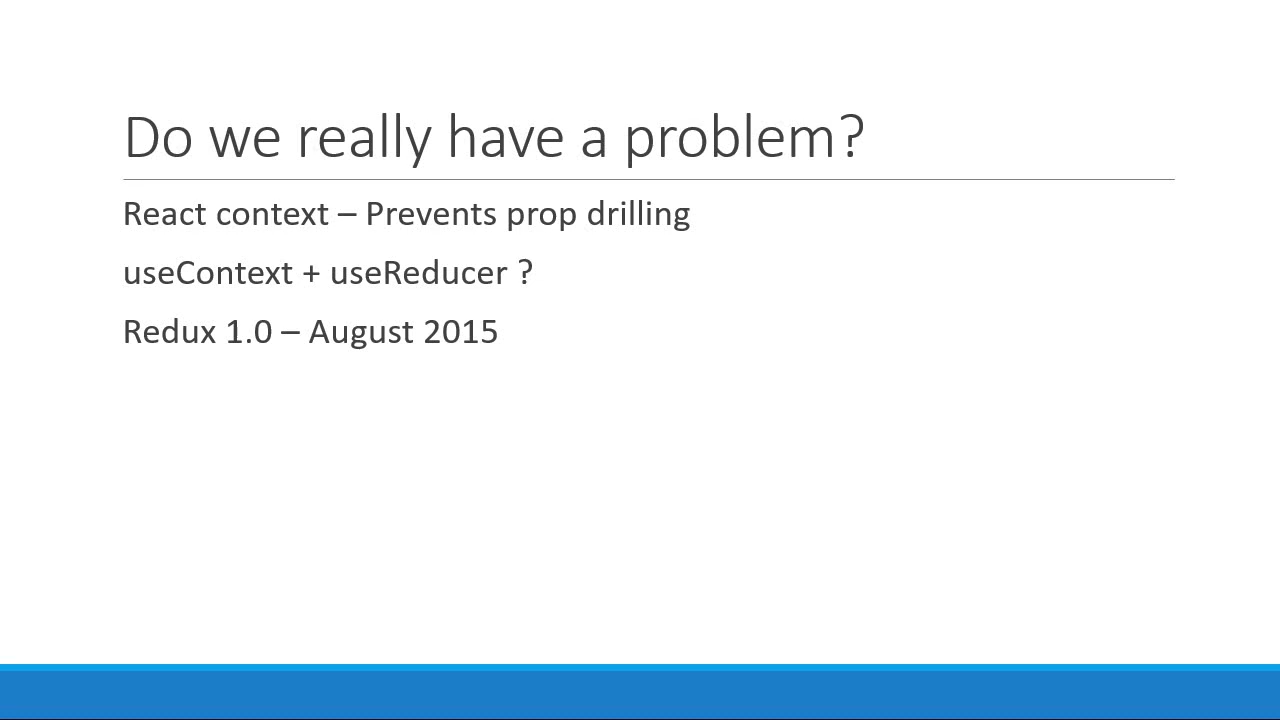 Do we really have a problem?
React context – Prevents prop drilling
useContext + useReducer ?
Redux 1.0 – August 2015